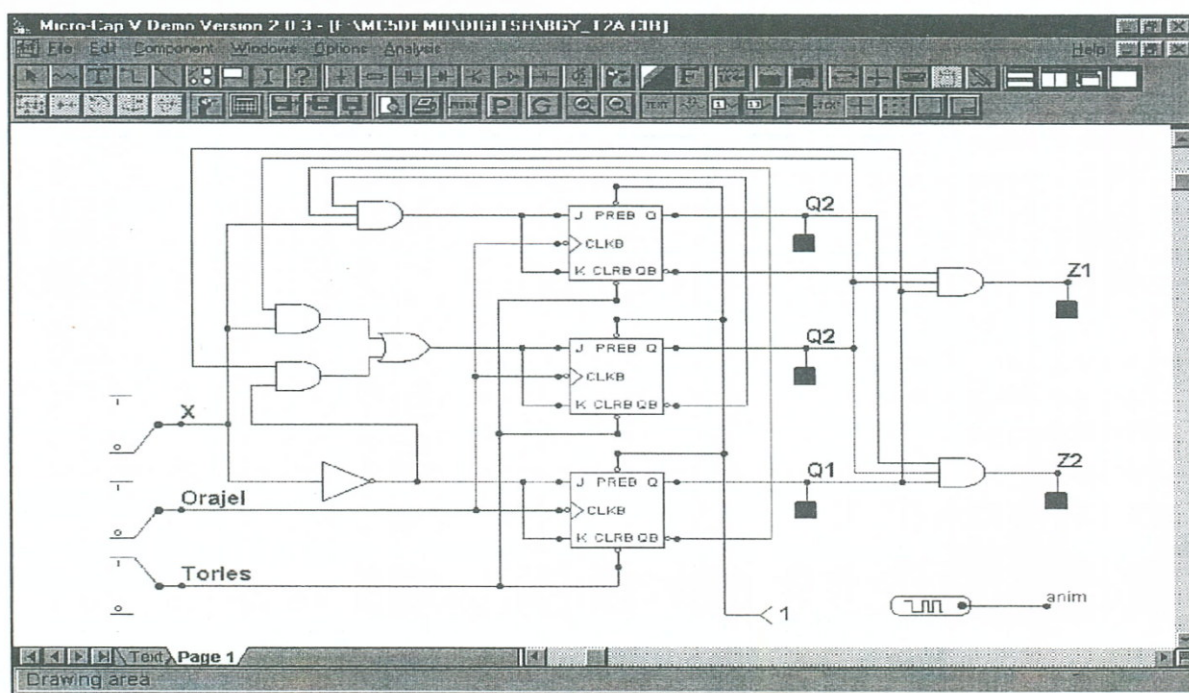 Micro-Cap V Demo Version 2.0.3 - [F:\MC5DEMO\DIGITSH\BGY_T2A.CIR]
File Edit Component Windows Options Analysis Help
TEXT
Q2
J PREB Q
CLKB
K CLRB QB
Z1
Q2
J PREB Q
CLKB
K CLRB QB
X
Z2
Q1
J PREB Q
Orajel
CLKB
K CLRB QB
Torles
anim
1
Text Page 1
Drawing area